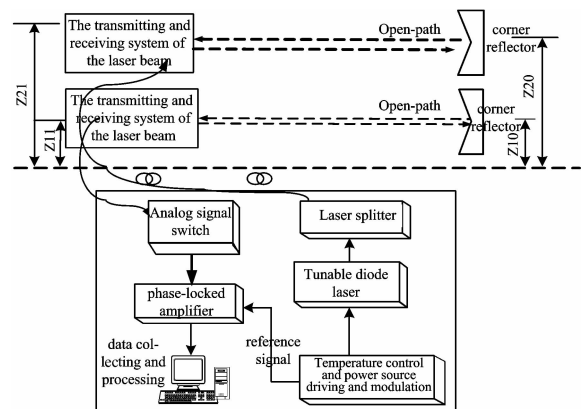 The transmitting and
receiving system of
the laser beam
Open-path
corner
reflector
Z21
Z20
The transmitting and
receiving system of
the laser beam
Open-path
corner
reflector
Z11
Z10
Analog signal
switch
Laser splitter
Tunable diode
laser
phase-locked
amplifier
reference
signal
data col-
lecting and
processing
Temperature control
and power source
driving and modulation